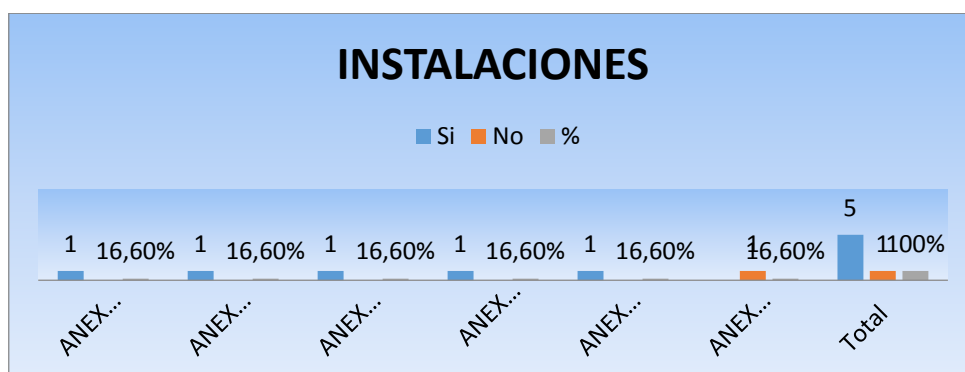 INSTALACIONES
Si No %
1 16,60% 1 16,60% 1 16,60% 1 16,60% 1 16,60% 1 16,60% 5 1 100%
ANEX... ANEX... ANEX... ANEX... ANEX... ANEX... Total